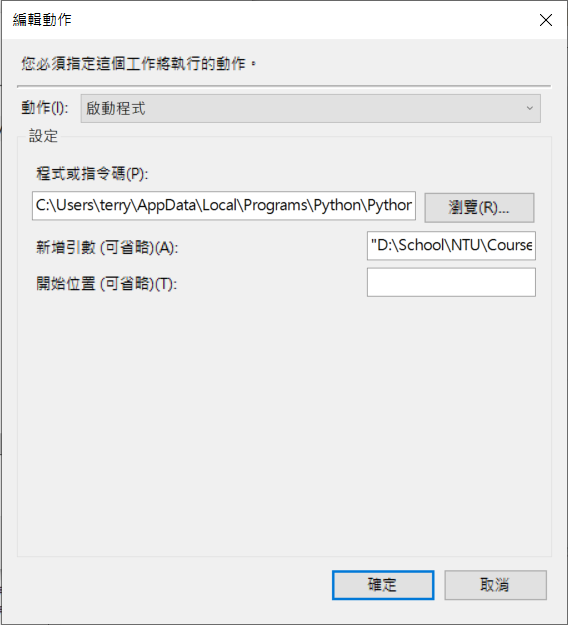 編輯動作
您必須指定這個工作將執行的動作。
動作(I): 啟動程式
設定
程式或指令碼(P):
C:\Users\terry\AppData\Local\Programs\Python\Python 瀏覽(R)...
新增引數 (可省略)(A): "D:\School\NTU\Course
開始位置 (可省略)(T):
確定 取消